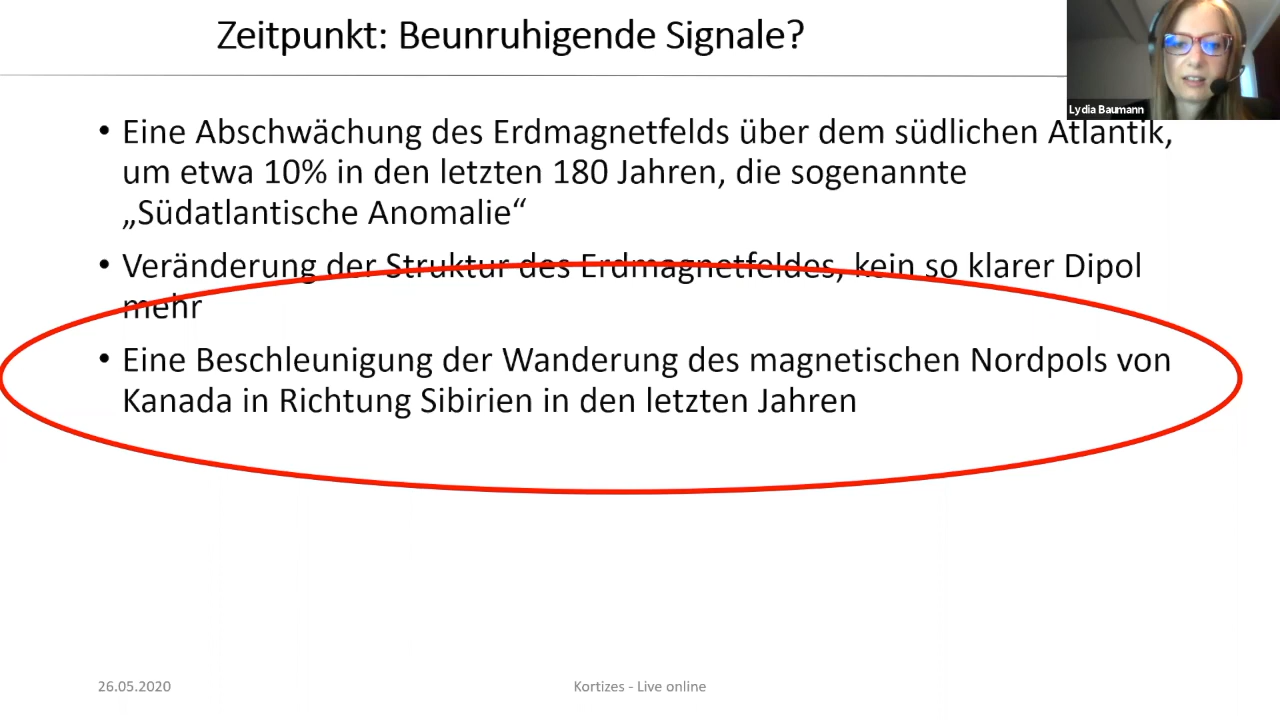 Zeitpunkt: Beunruhigende Signale?
Lydia Baumann
• Eine Abschwächung des Erdmagnetfelds über dem südlichen Atlantik,
um etwa 10% in den letzten 180 Jahren, die sogenannte
„Südatlantische Anomalie“
• Veränderung der Struktur des Erdmagnetfeldes, kein so klarer Dipol
mehr
• Eine Beschleunigung der Wanderung des magnetischen Nordpols von
Kanada in Richtung Sibirien in den letzten Jahren
26.05.2020
Kortizes - Live online